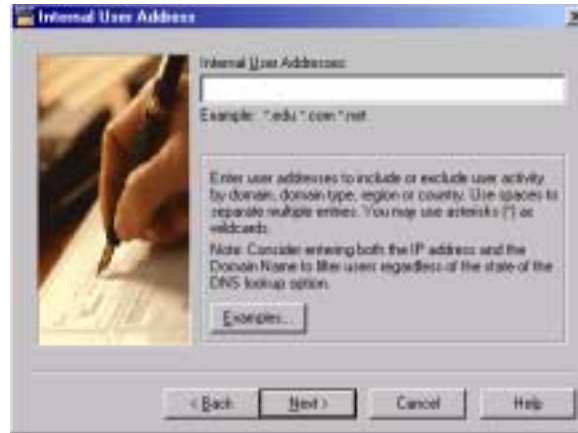 Internal User Address
Internal User Addresses:
Example: *.edu *.com *.net
Enter user addresses to include or exclude user activity
by domain, domain type, region or country. Use spaces to
separate multiple entries. You may use asterisks (*) as
wildcards.
Note: Consider entering both the IP address and the
Domain Name to filter users regardless of the state of the
DNS lookup option.
Examples...
< Back
Next >
Cancel
Help